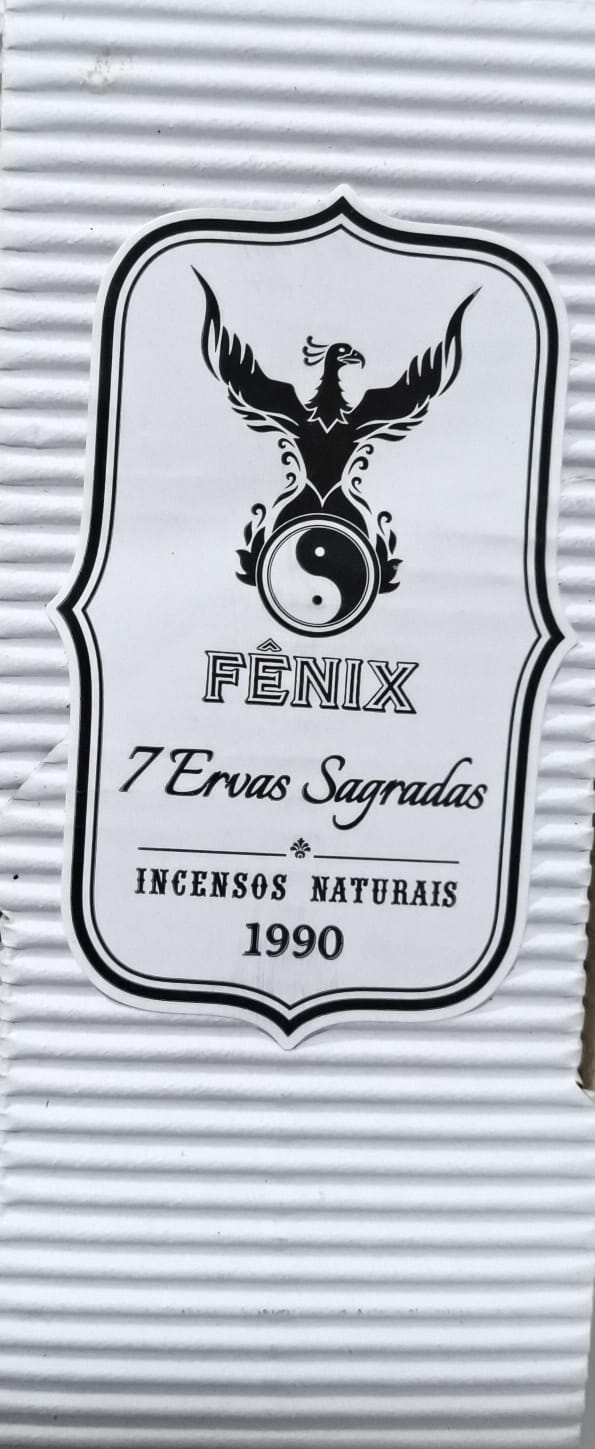 FÊNIX
7 Ervas Sagradas
INCENSOS NATURAIS
1990